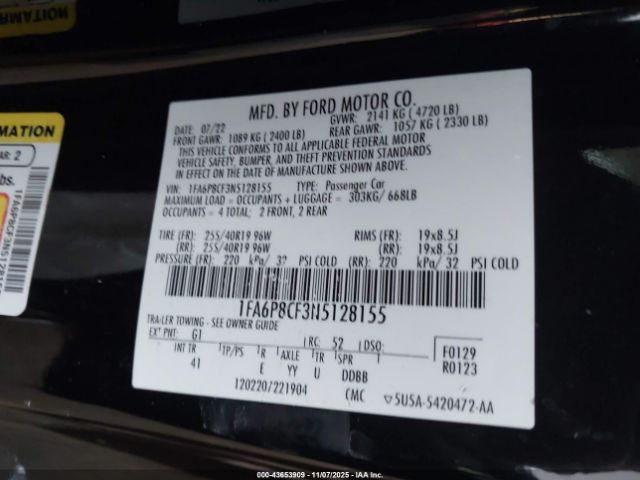 MATION
MFD. BY FORD MOTOR CO.
DATE: 07/22 GVWR: 2141 KG ( 4720 LB)
FRONT GAWR: 1089 KG ( 2400 LB) REAR GAWR: 1057 KG ( 2330 LB)
THIS VEHICLE CONFORMS TO ALL APPLICABLE FEDERAL MOTOR
VEHICLE SAFETY, BUMPER, AND THEFT PREVENTION STANDARDS
IN EFFECT ON THE DATE OF MANUFACTURE SHOWN ABOVE.
VIN: 1FA6P8CF3N5128155 TYPE: Passenger Car
MAXIMUM LOAD = OCCUPANTS + LUGGAGE = 303KG/ 668LB
OCCUPANTS = 4 TOTAL; 2 FRONT, 2 REAR
TIRE (FR): 255/40R19 96W RIMS (FR): 19x8.5J
(RR): 255/40R19 96W (RR): 19x8.5J
PRESSURE (FR): 220 kPa/ 32 PSI COLD (RR): 220 kPa/ 32 PSI COLD
1FA6P8CF3N5128155
TRAILER TOWING - SEE OWNER GUIDE
EXT PNT: G1 RC: 52 DSO: F0129
INT TR TP/PS R AXLE TR SPR R0123
41 E YY U DDBB
120220/221904 CMC ▽5U5A-5420472-AA
RMATION
AR: 2
lbs.
1FA6P8CF3N512815
#00 - 43653909 - 11/07/2025 - IAA Inc.